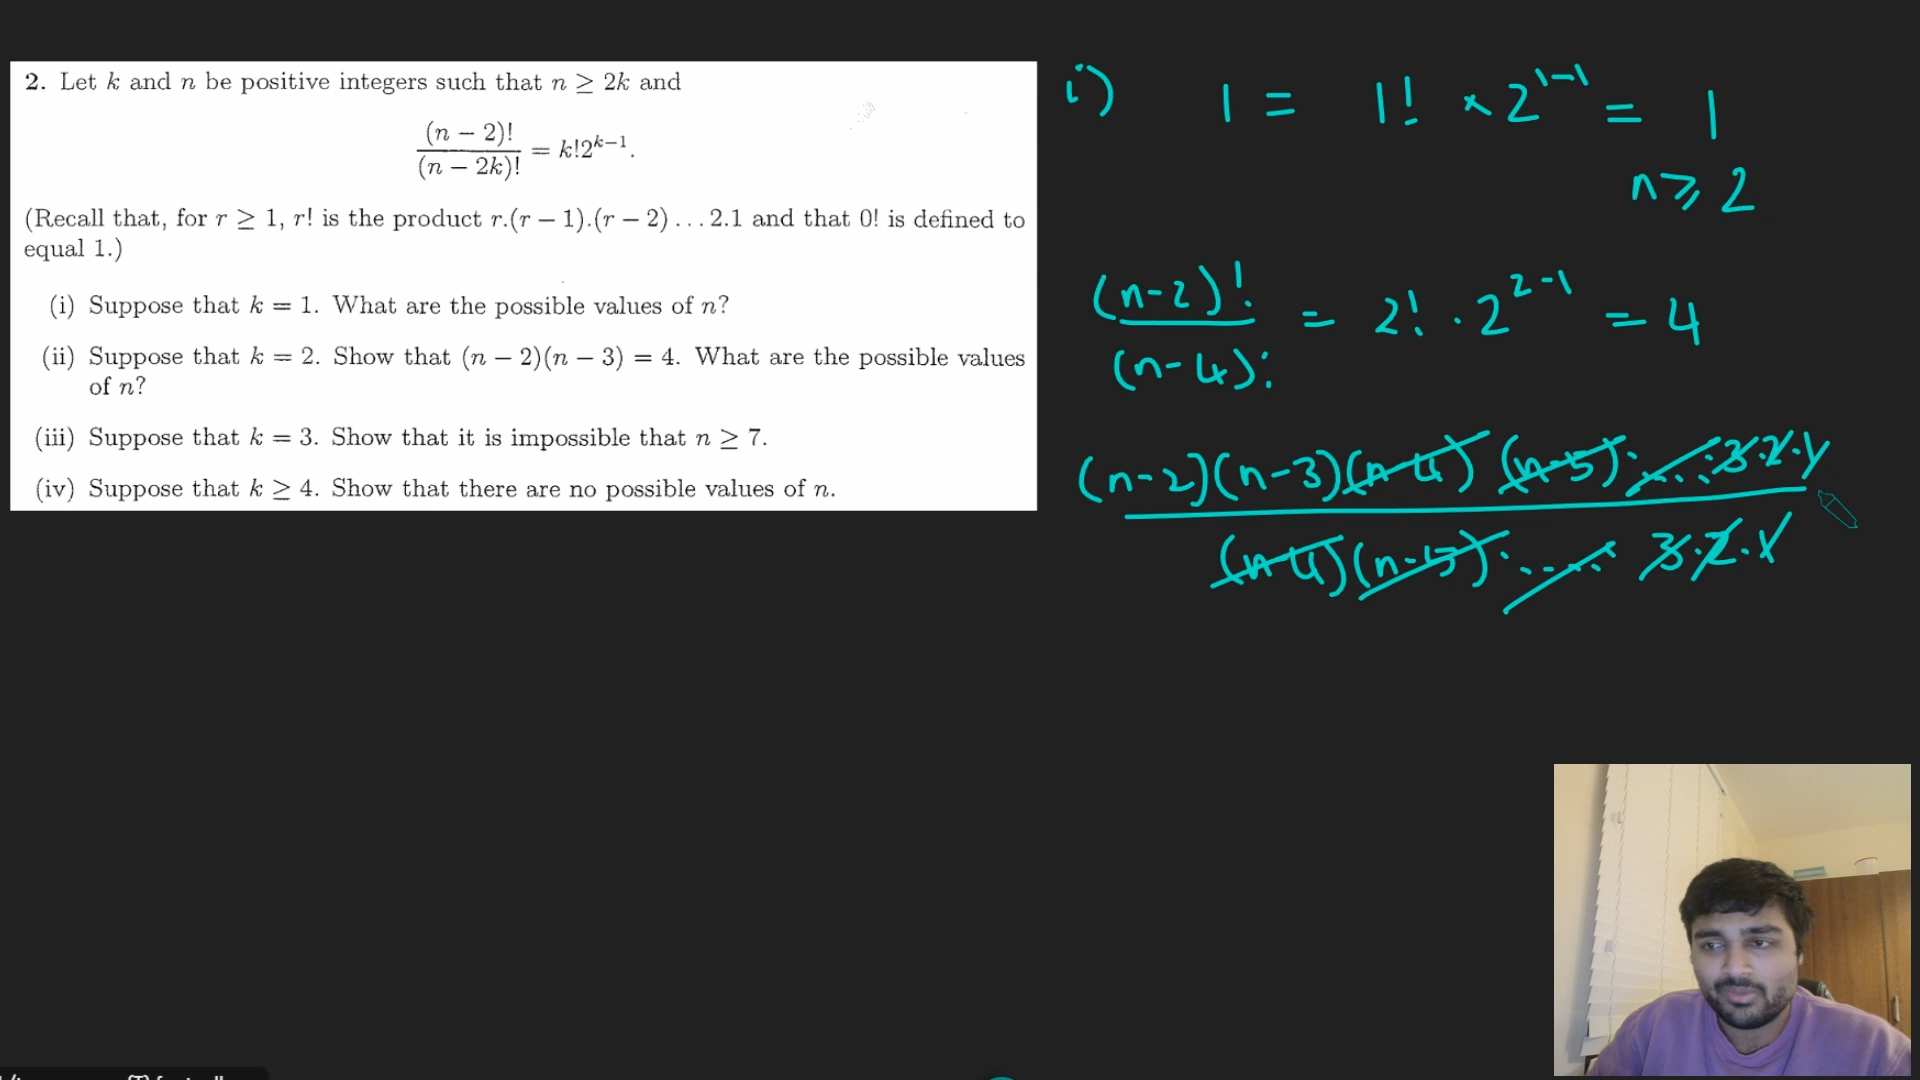 2. Let k and n be positive integers such that n ≥ 2k and
(n − 2)!
(n − 2k)! = k!2^{k−1}.
(Recall that, for r ≥ 1, r! is the product r.(r − 1).(r − 2) . . . 2.1 and that 0! is defined to
equal 1.)
(i) Suppose that k = 1. What are the possible values of n?
(ii) Suppose that k = 2. Show that (n − 2)(n − 3) = 4. What are the possible values
of n?
(iii) Suppose that k = 3. Show that it is impossible that n ≥ 7.
(iv) Suppose that k ≥ 4. Show that there are no possible values of n.
i) 1 = 1! × 2^{1-1} = 1
n ≥ 2
(n-2)!
(n-4)! = 2! · 2^{2-1} = 4
(n-2)(n-3)(n-4)(n-5)· ....: 3·2·1
(n-4)(n-5)· .... 3·2·1